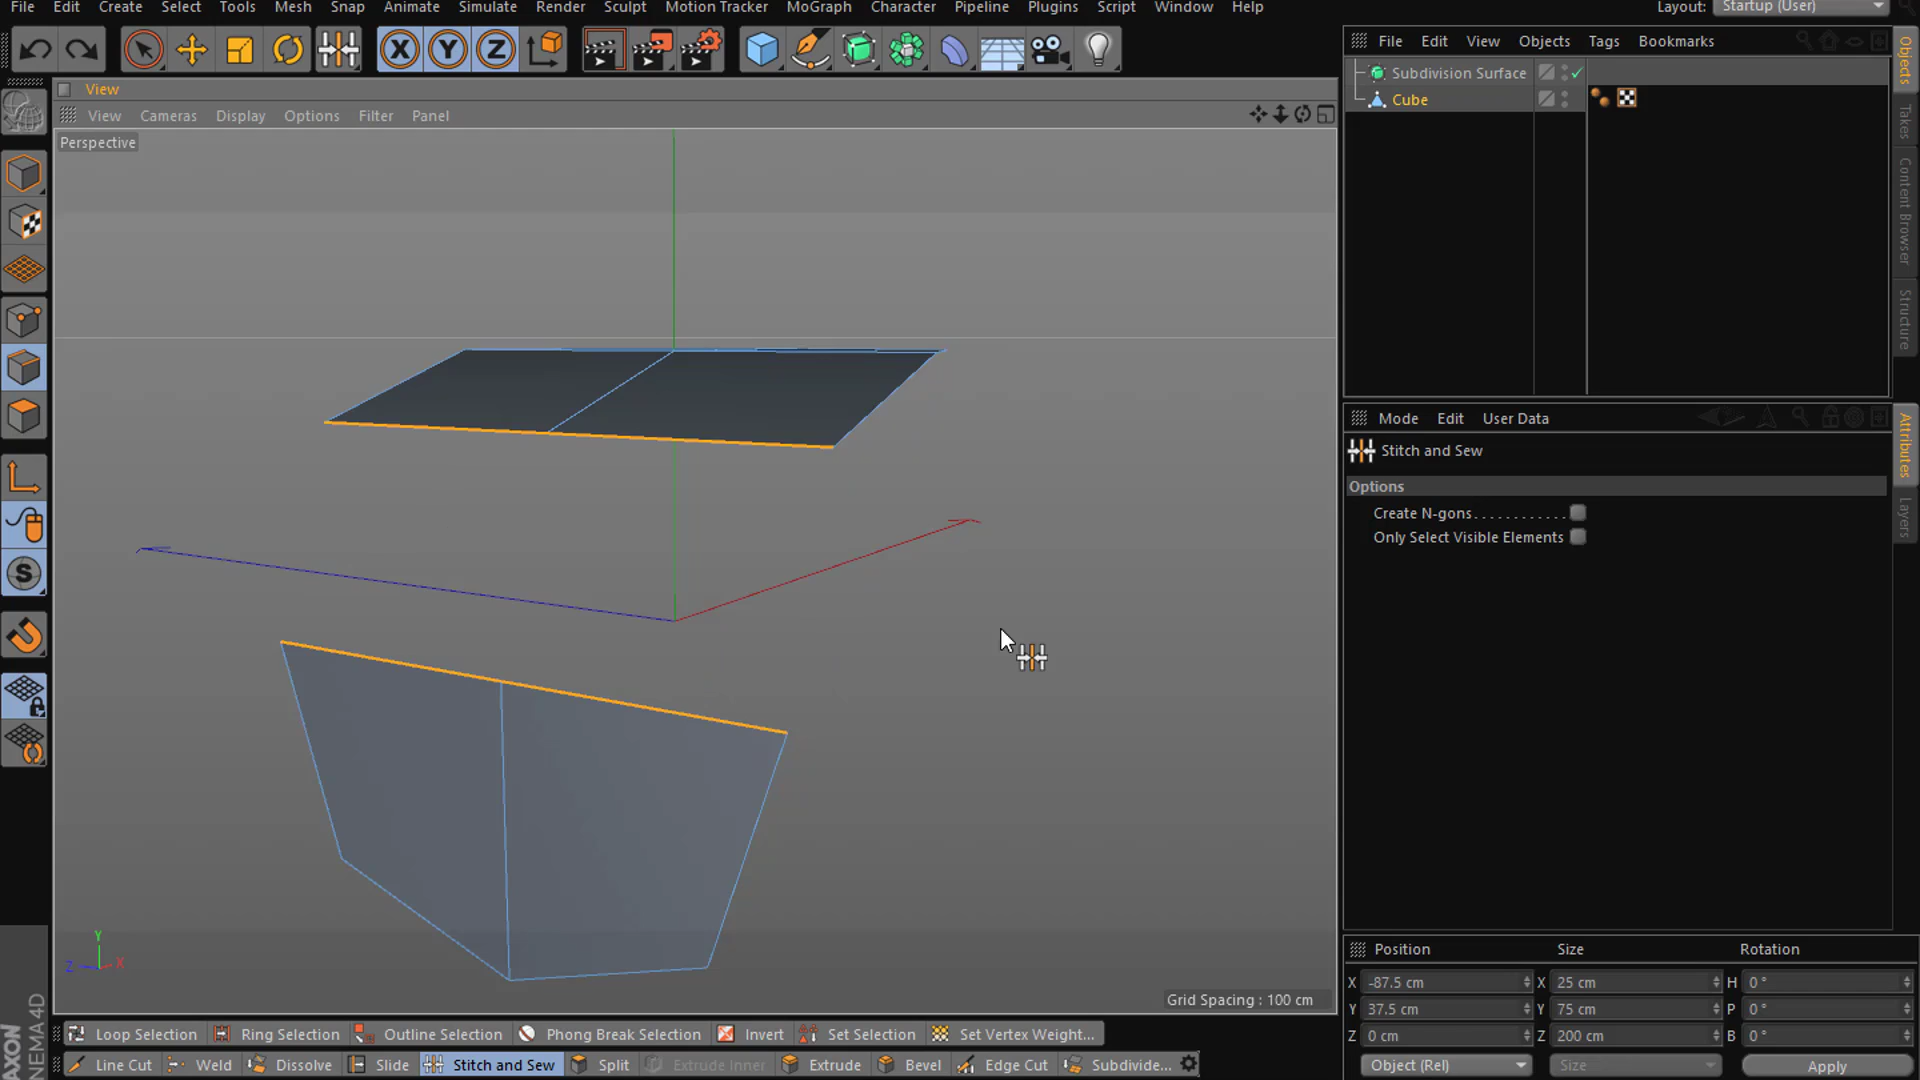 File Edit Create Select Tools Mesh Snap Animate Simulate Render Sculpt Motion Tracker MoGraph Character Pipeline Plugins Script Window Help Layout: Startup (User)
X Y Z
File Edit View Objects Tags Bookmarks
Objects
Takes
Content Browser
Structure
Subdivision Surface
Cube
View
View Cameras Display Options Filter Panel
Perspective
Mode Edit User Data
Attributes
Layers
Stitch and Sew
Options
Create N-gons. . . . . . . . . . . .
Only Select Visible Elements
S
Y
Z X
Grid Spacing : 100 cm
Position Size Rotation
X -87.5 cm X 25 cm H 0 °
Y 37.5 cm Y 75 cm P 0 °
Z 0 cm Z 200 cm B 0 °
Object (Rel) Size Apply
Loop Selection Ring Selection Outline Selection Phong Break Selection Invert Set Selection Set Vertex Weight...
Line Cut Weld Dissolve Slide Stitch and Sew Split Extrude Inner Extrude Bevel Edge Cut Subdivide...
AXON
NEMA4D